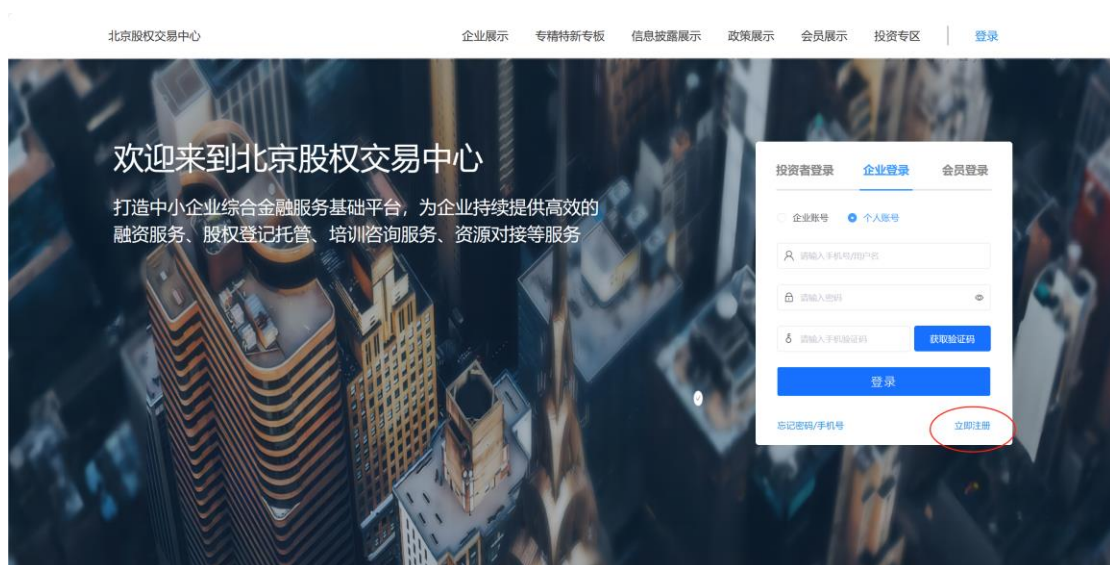 北京股权交易中心
企业展示 专精特新专板 信息披露展示 政策展示 会员展示 投资专区 登录
欢迎来到北京股权交易中心
打造中小企业综合金融服务基础平台，为企业持续提供高效的
融资服务、股权登记托管、培训咨询服务、资源对接等服务
投资者登录 企业登录 会员登录
企业账号 个人账号
请输入手机号/用户名
请输入密码
请输入手机验证码 获取验证码
登录
忘记密码/手机号 立即注册